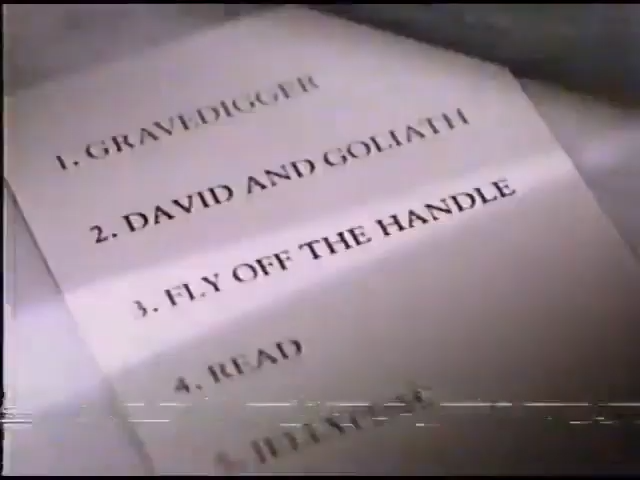 1. GRAVEDIGGER
2. DAVID AND GOLIATH
3. FLY OFF THE HANDLE
4. READ